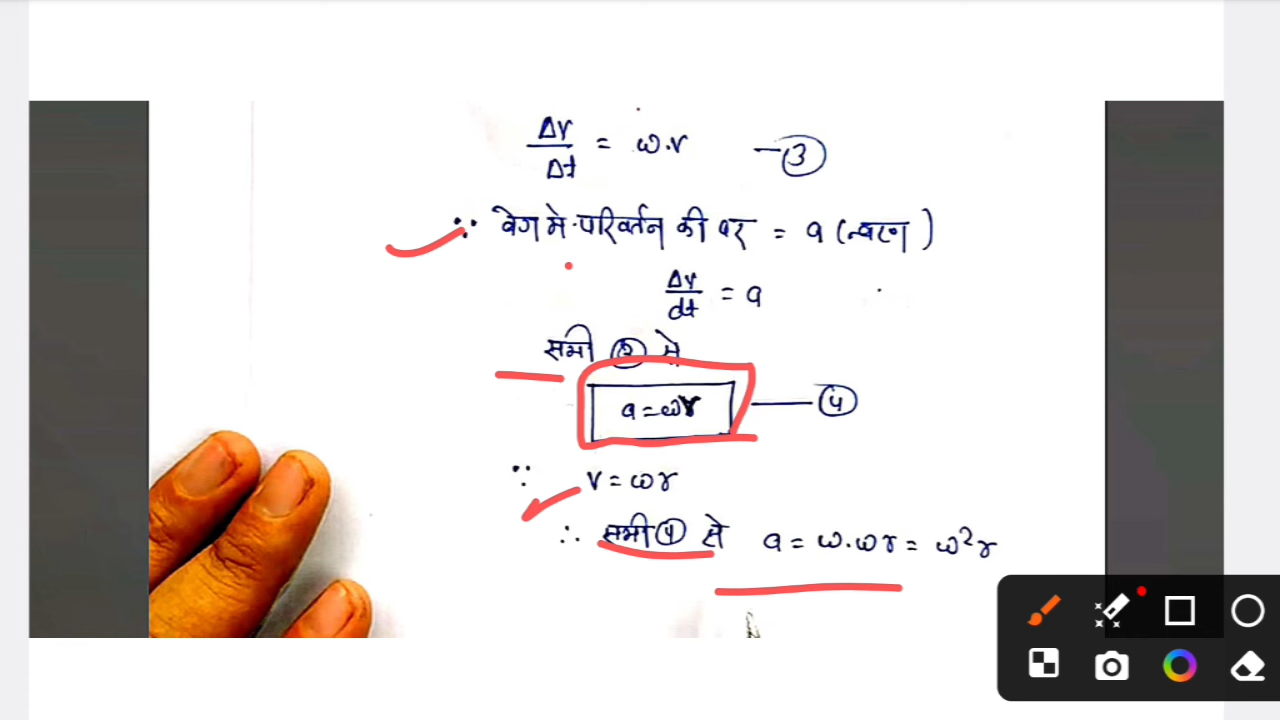 Δv/Δt = ω.v —③
∵ वेग मे परिवर्तन की दर = a (त्वरण)
Δv/dt = a
समी ③ से
a = ωv —④
∵ v = ωr
∴ समी ④ से a = ω.ωr = ω²r